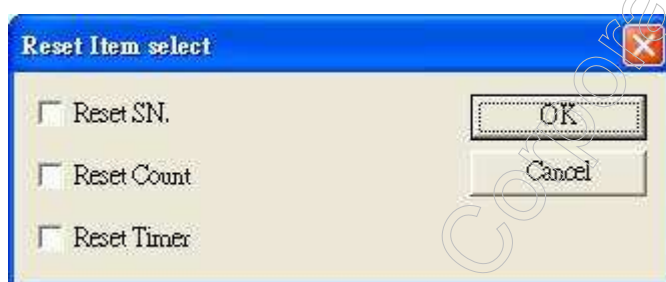 Reset Item select
Reset SN.
OK
Reset Count
Cancel
Reset Timer